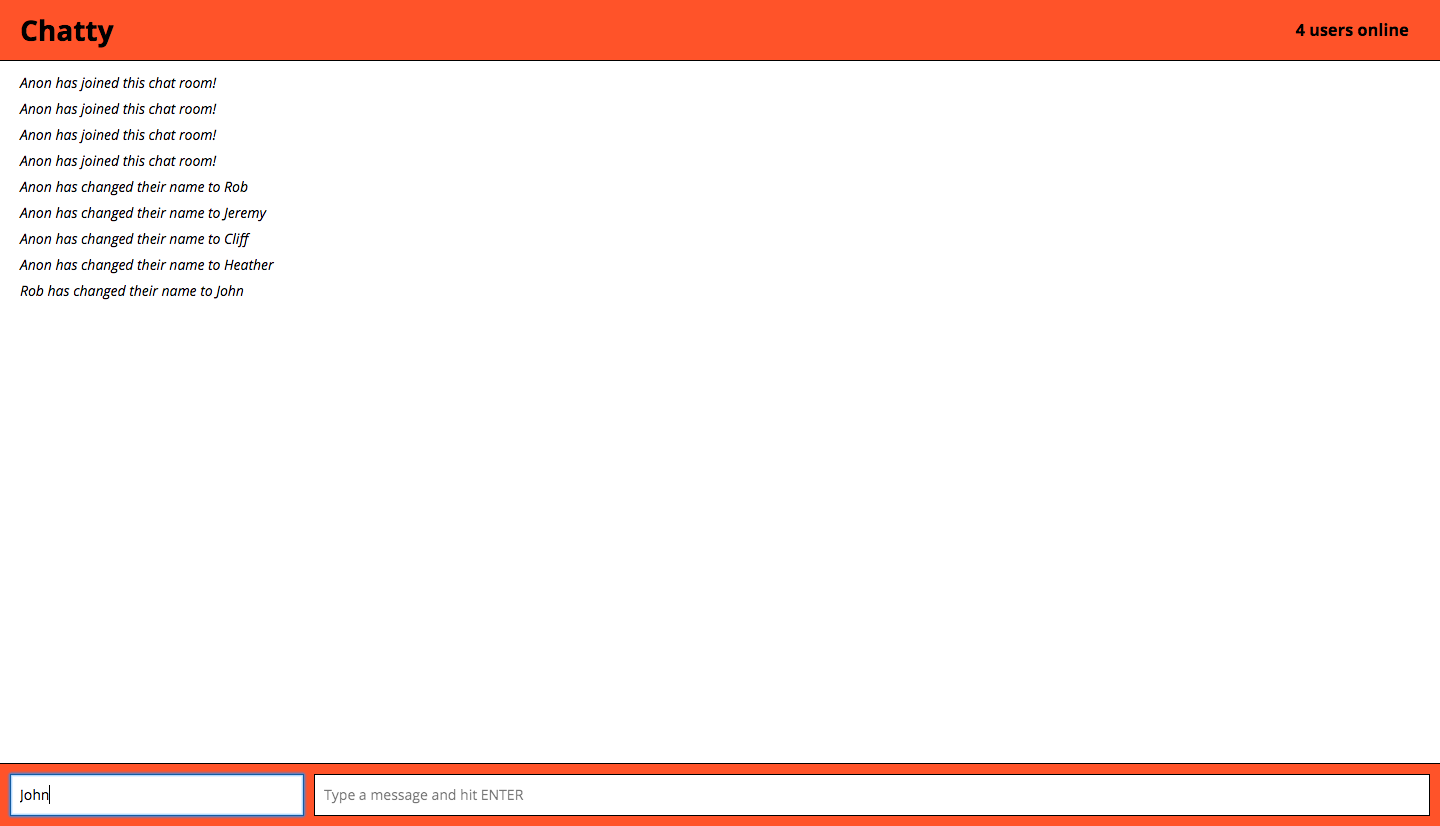 Chatty
4 users online
Anon has joined this chat room!
Anon has joined this chat room!
Anon has joined this chat room!
Anon has joined this chat room!
Anon has changed their name to Rob
Anon has changed their name to Jeremy
Anon has changed their name to Cliff
Anon has changed their name to Heather
Rob has changed their name to John
John
Type a message and hit ENTER